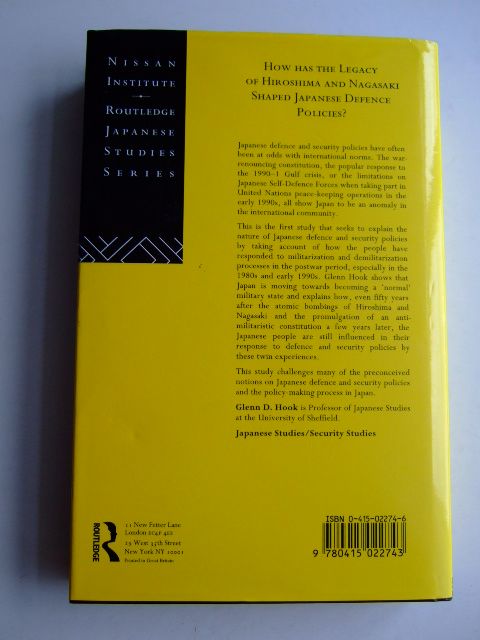 NISSAN
INSTITUTE
ROUTLEDGE
JAPANESE
STUDIES
SERIES
HOW HAS THE LEGACY
OF HIROSHIMA AND NAGASAKI
SHAPED JAPANESE DEFENCE
POLICIES?
Japanese defence and security policies have often
been at odds with international norms. The war-
renouncing constitution, the popular response to
the 1990–1 Gulf crisis, or the limitations on
Japanese Self-Defence Forces when taking part in
United Nations peace-keeping operations in the
early 1990s, all show Japan to be an anomaly in
the international community.
This is the first study that seeks to explain the
nature of Japanese defence and security policies
by taking account of how the people have
responded to militarization and demilitarization
processes in the postwar period, especially in the
1980s and early 1990s. Glenn Hook shows that
Japan is moving towards becoming a 'normal'
military state and explains how, even fifty years
after the atomic bombings of Hiroshima and
Nagasaki and the promulgation of an anti-
militaristic constitution a few years later, the
Japanese people are still influenced in their
response to defence and security policies by
these twin experiences.
This study challenges many of the preconceived
notions on Japanese defence and security policies
and the policy-making process in Japan.
Glenn D. Hook is Professor of Japanese Studies
at the University of Sheffield.
Japanese Studies/Security Studies
ROUTLEDGE
11 New Fetter Lane
London EC4P 4EE
29 West 35th Street
New York NY 10001
Printed in Great Britain
ISBN 0-415-02274-6
9 780415 022743